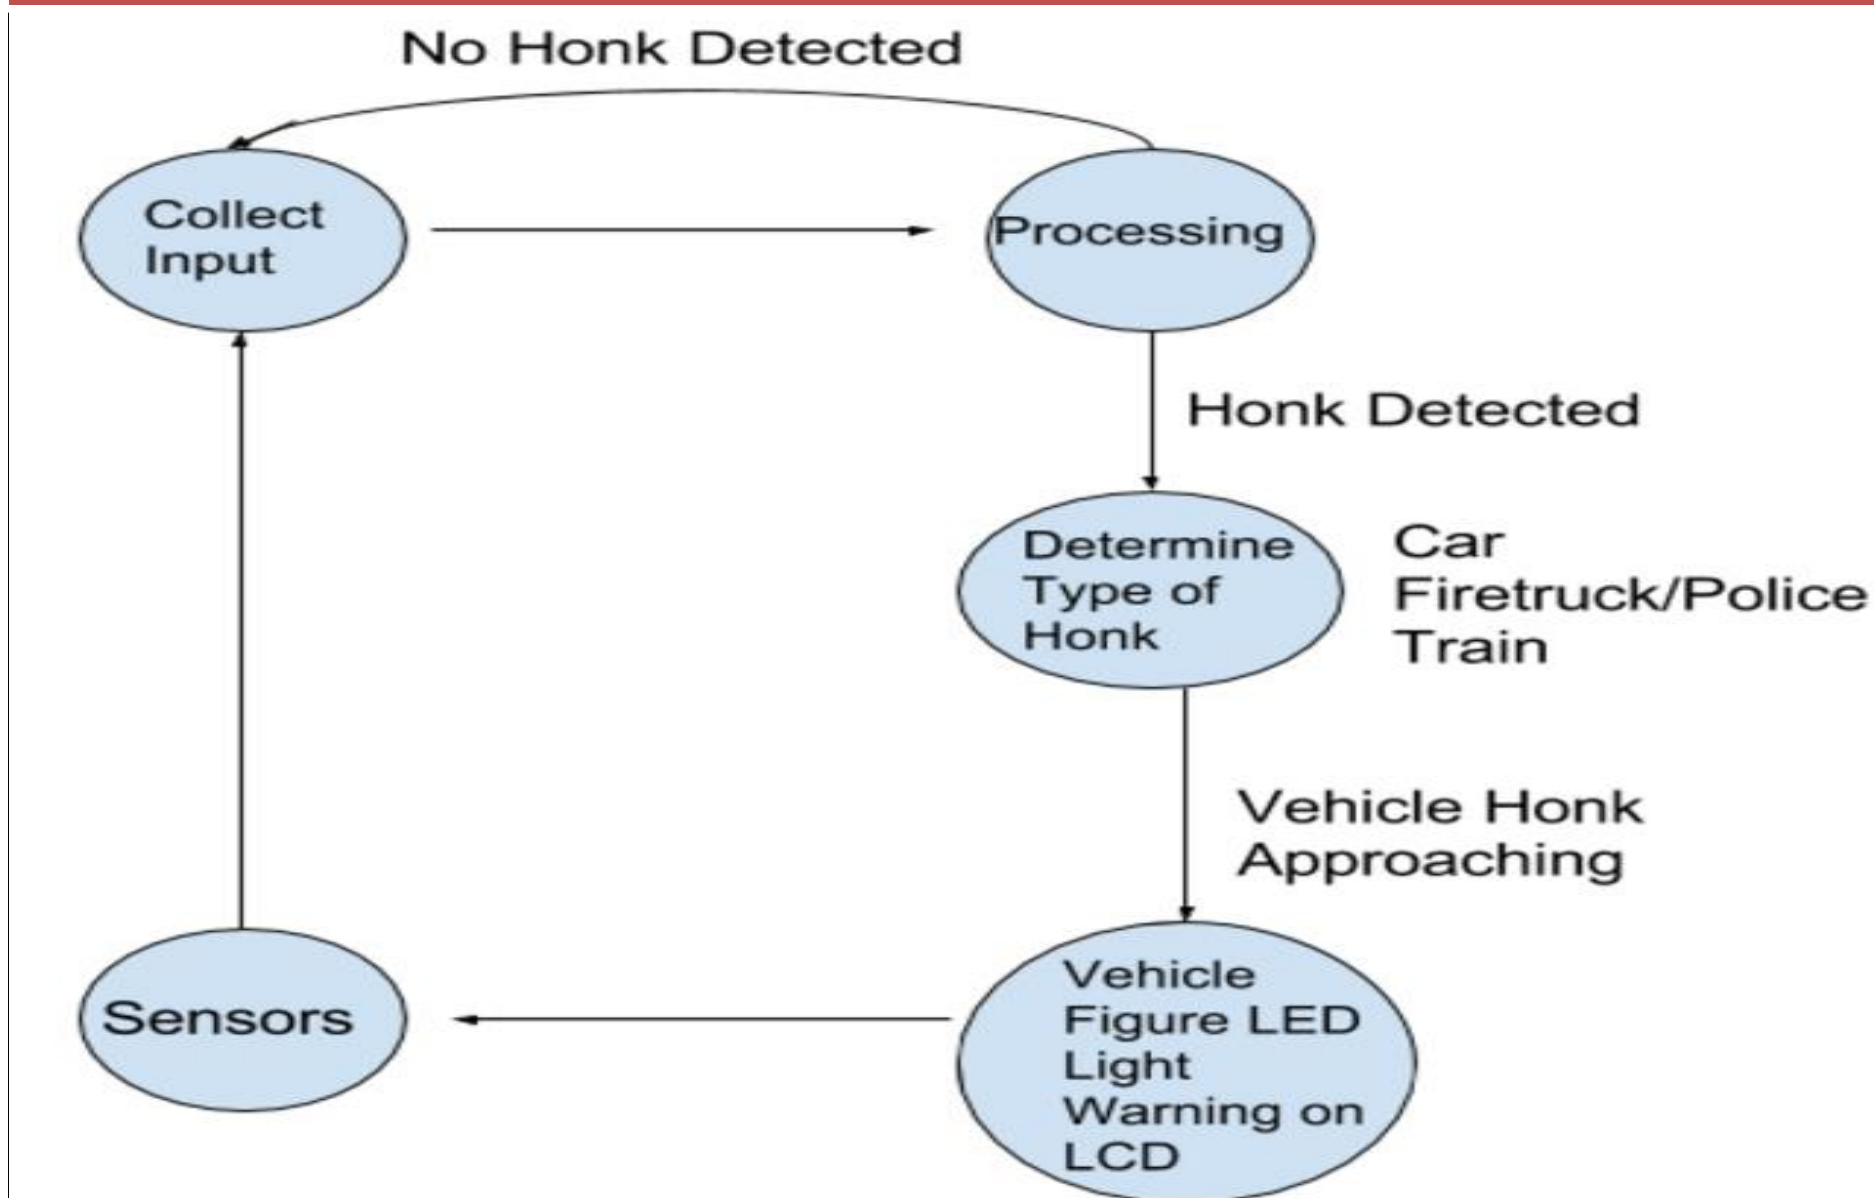 No Honk Detected
Collect
Input
Processing
Honk Detected
Determine
Type of
Honk
Car
Firetruck/Police
Train
Vehicle Honk
Approaching
Sensors
Vehicle
Figure LED
Light
Warning on
LCD